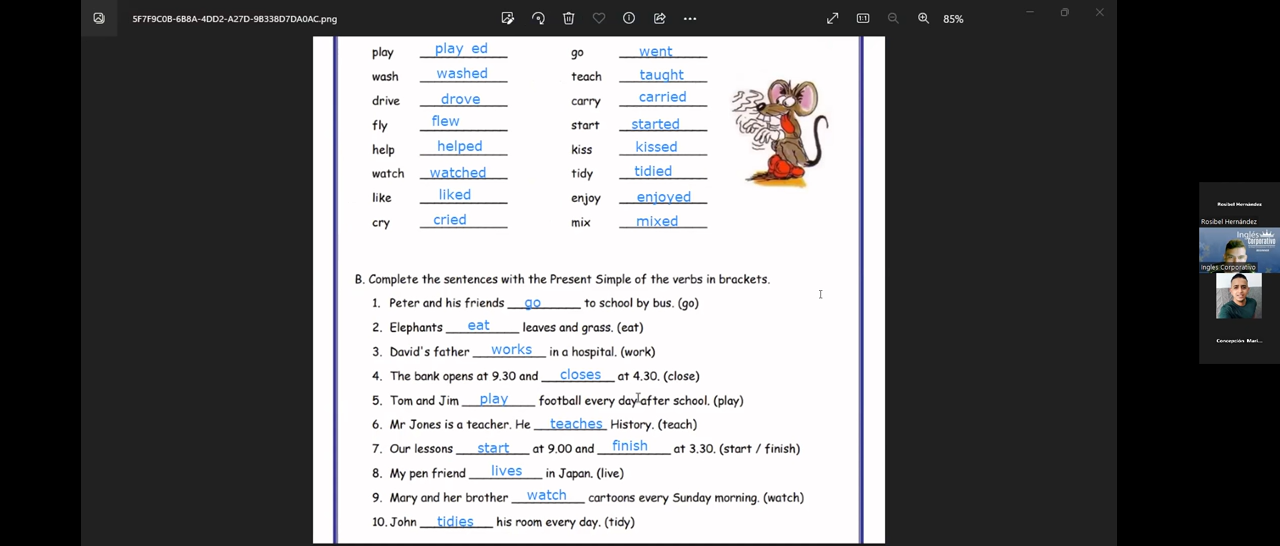 5F7F9C0B-6B8A-4DD2-A27D-9B338D7DA0AC.png
85%
play play ed go went
wash washed teach taught
drive drove carry carried
fly flew start started
help helped kiss kissed
watch watched tidy tidied
like liked enjoy enjoyed
cry cried mix mixed
B. Complete the sentences with the Present Simple of the verbs in brackets.
1. Peter and his friends go to school by bus. (go)
2. Elephants eat leaves and grass. (eat)
3. David's father works in a hospital. (work)
4. The bank opens at 9.30 and closes at 4.30. (close)
5. Tom and Jim play football every day after school. (play)
6. Mr Jones is a teacher. He teaches History. (teach)
7. Our lessons start at 9.00 and finish at 3.30. (start / finish)
8. My pen friend lives in Japan. (live)
9. Mary and her brother watch cartoons every Sunday morning. (watch)
10. John tidies his room every day. (tidy)
Rosibel Hernández
Rosibel Hernández
Inglés
Corporativo
Ingles Corporativo
Concepción Mari...